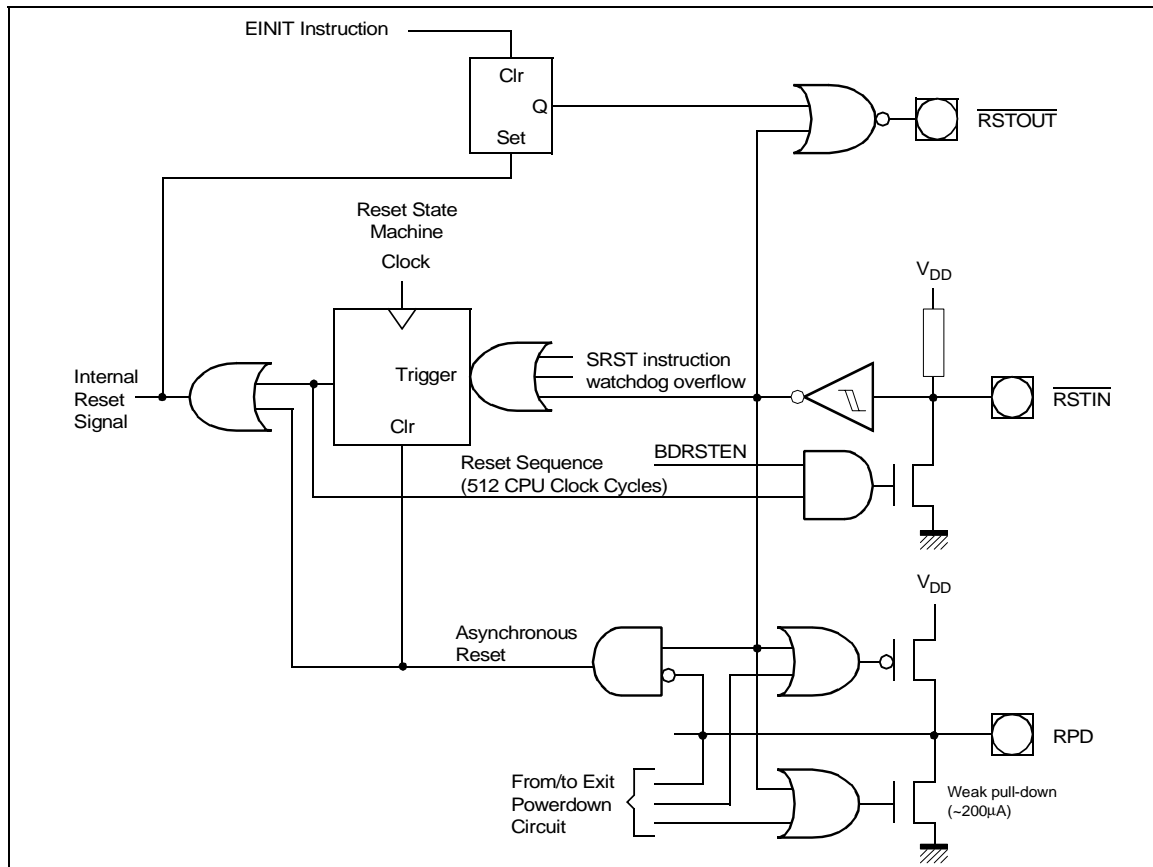 EINIT Instruction
Clr
Q
Set
RSTOUT
Reset State
Machine
Clock
VDD
Trigger
SRST instruction
watchdog overflow
Internal
Reset
Signal
RSTIN
Clr
BDRSTEN
Reset Sequence
(512 CPU Clock Cycles)
VDD
Asynchronous
Reset
RPD
From/to Exit
Powerdown
Circuit
Weak pull-down
(~200µA)